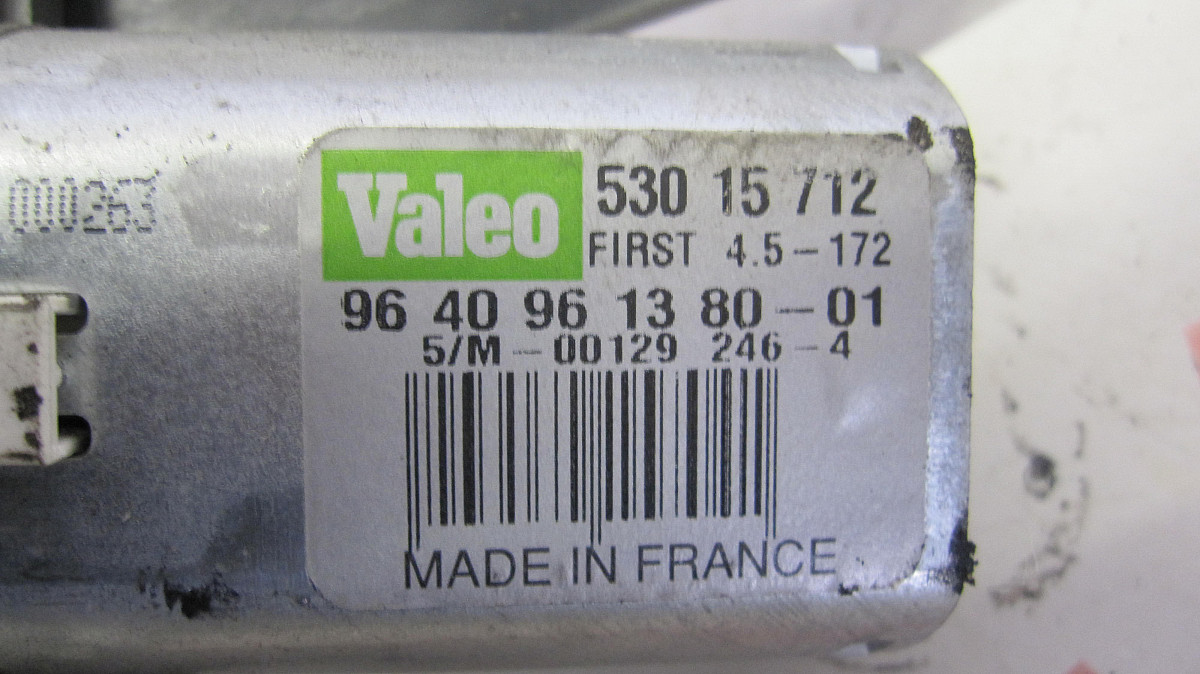 Valeo 530 15 712
FIRST 4.5-172
96 40 96 13 80-01
5/M-00129 246-4
MADE IN FRANCE
000263